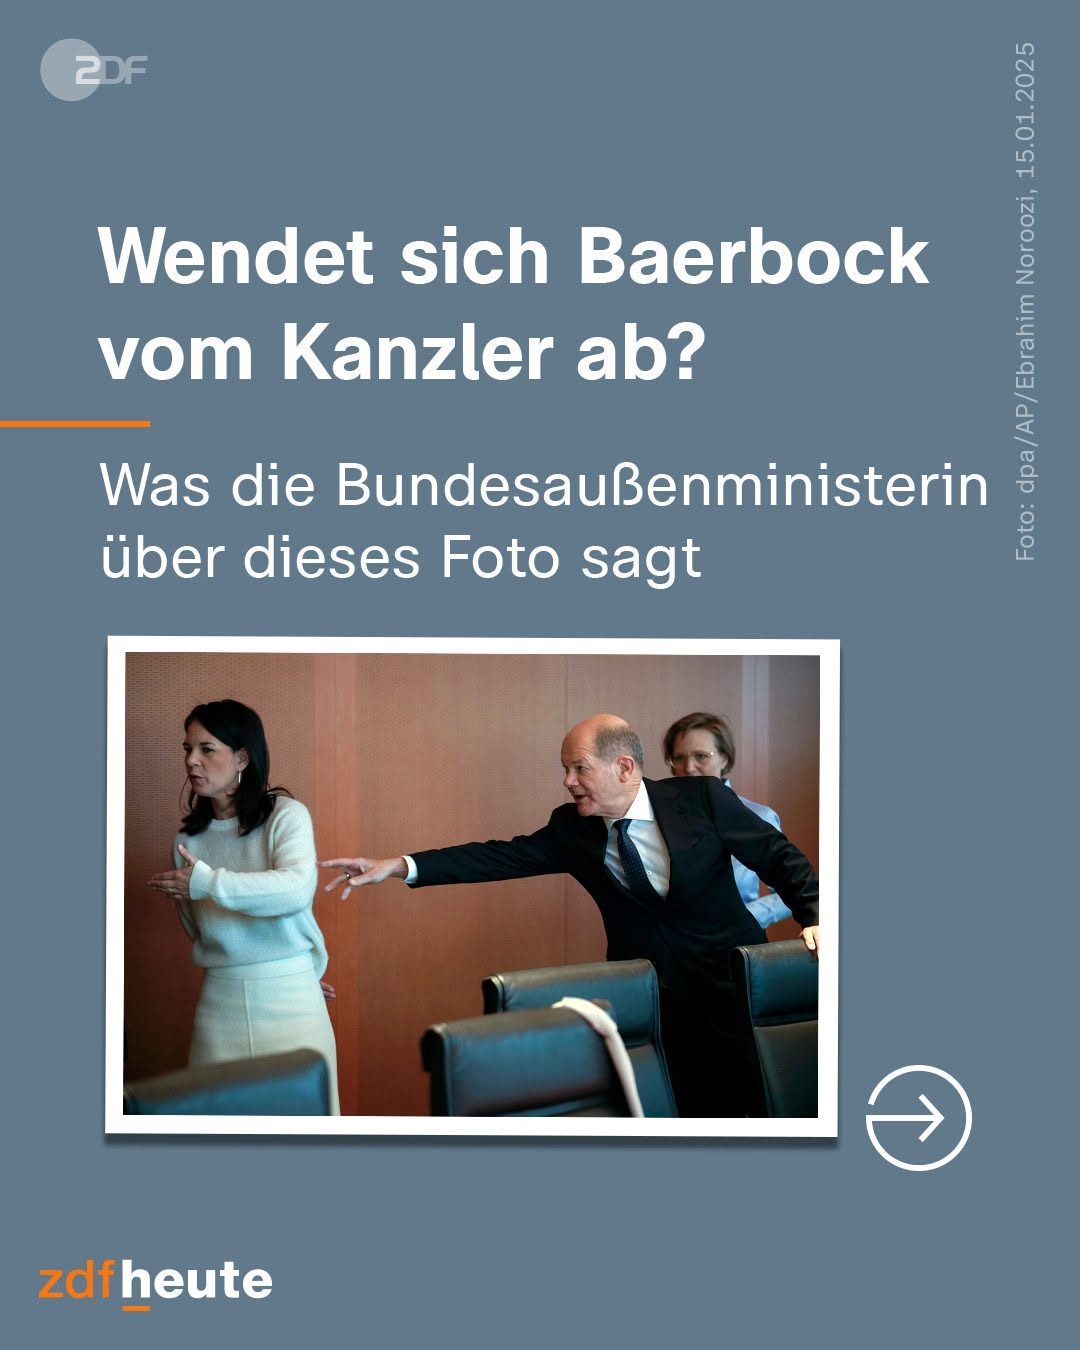 ZDF
Foto: dpa/AP/Ebrahim Noroozi, 15.01.2025
Wendet sich Baerbock
vom Kanzler ab?
Was die Bundesaußenministerin
über dieses Foto sagt
zdfheute